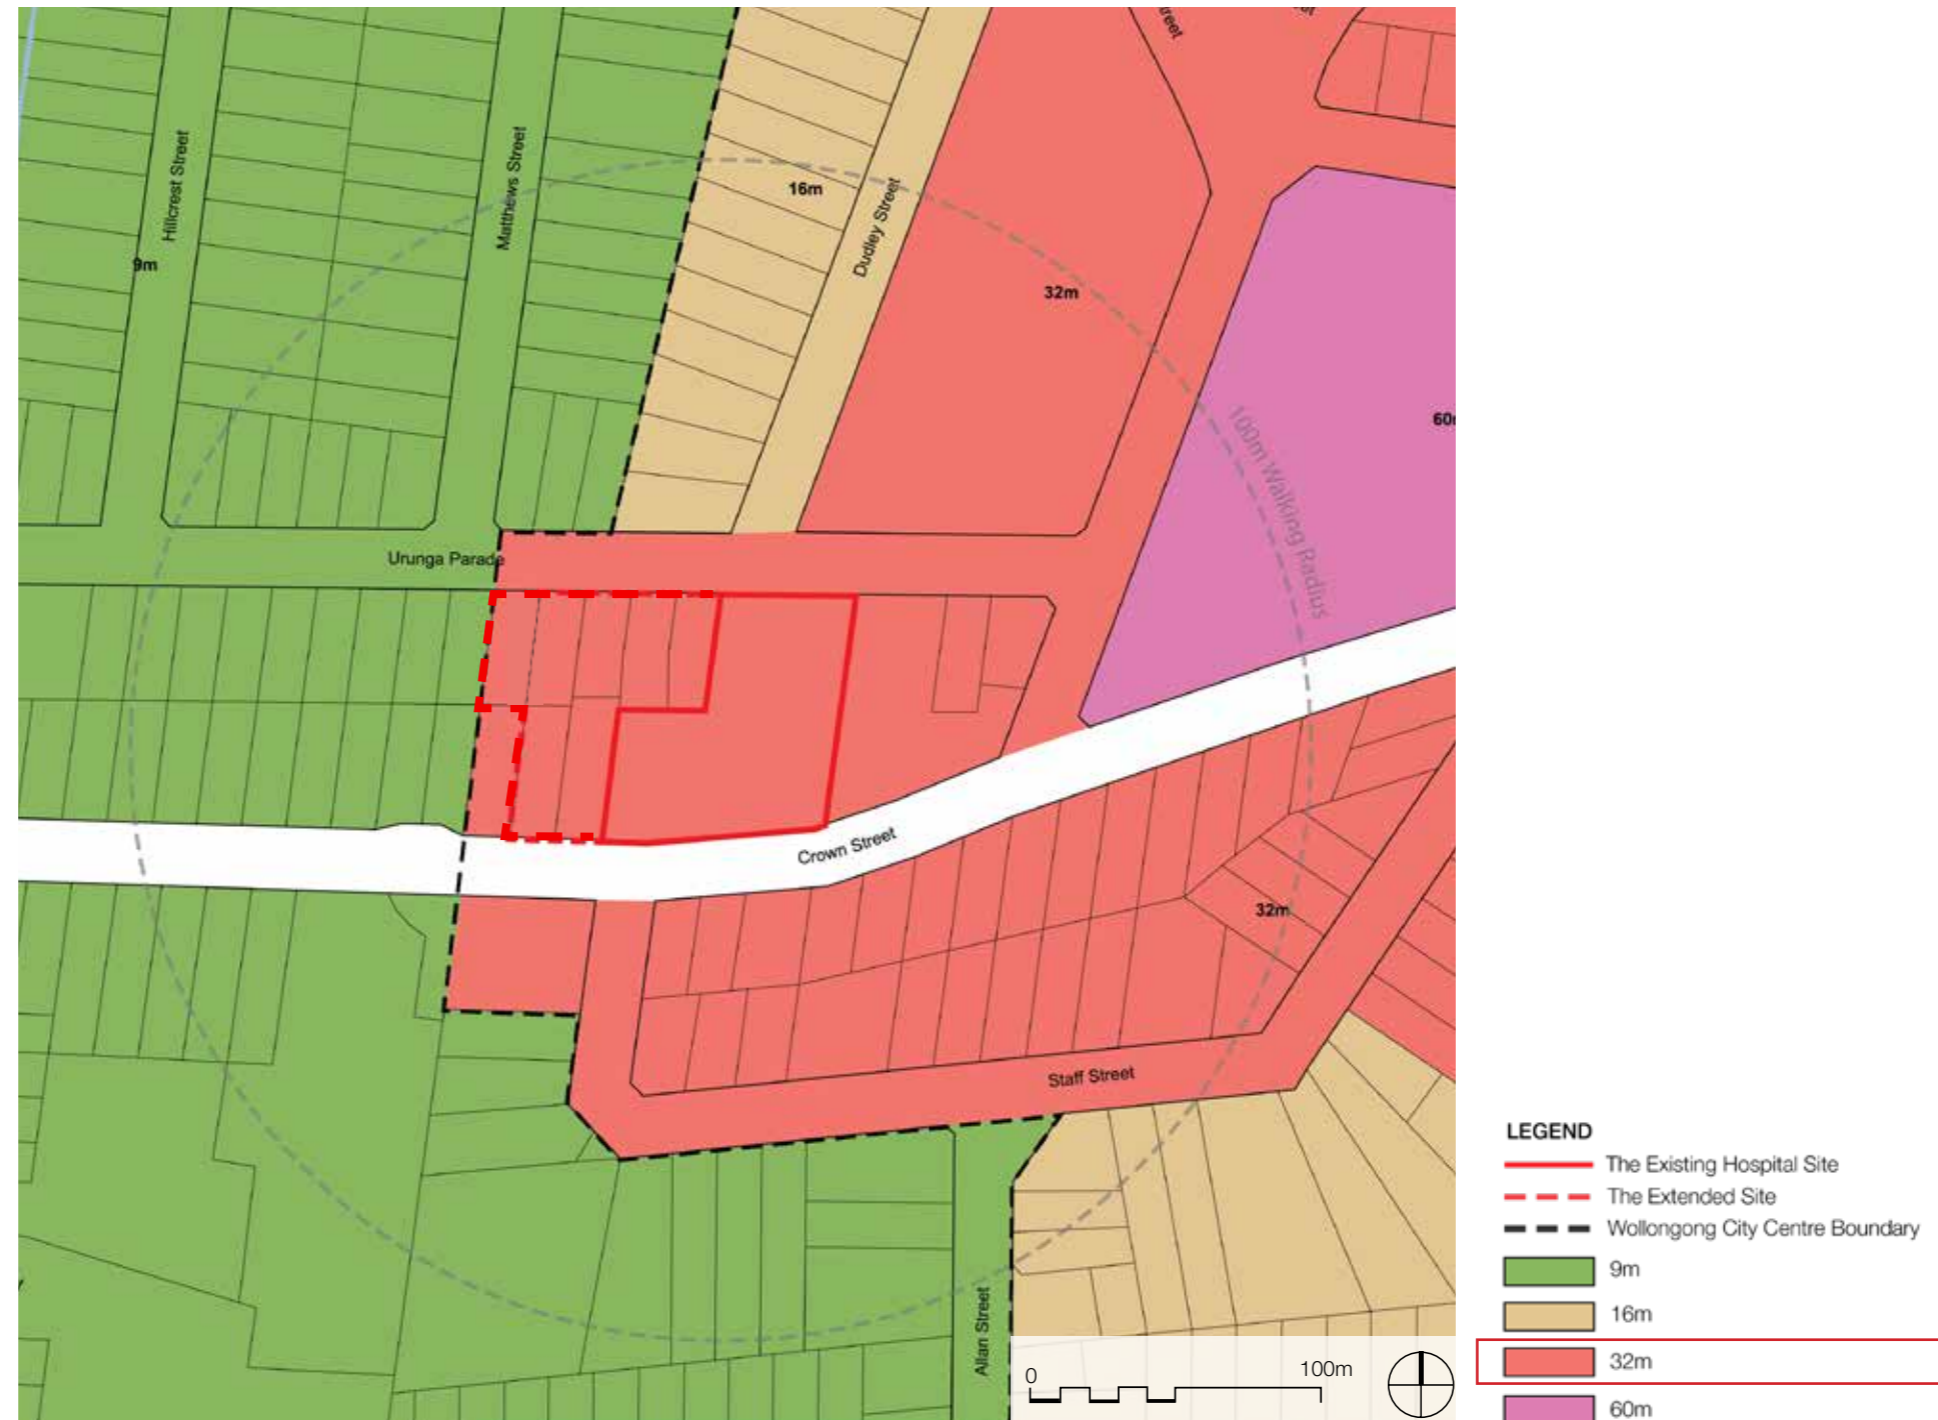 Hillcrest Street
9m
Matthews Street
16m
Dudley Street
32m
60
100m Walking Radius
Urunga Parade
Crown Street
32m
Staff Street
Allan Street
0
100m
LEGEND
The Existing Hospital Site
The Extended Site
Wollongong City Centre Boundary
9m
16m
32m
60m